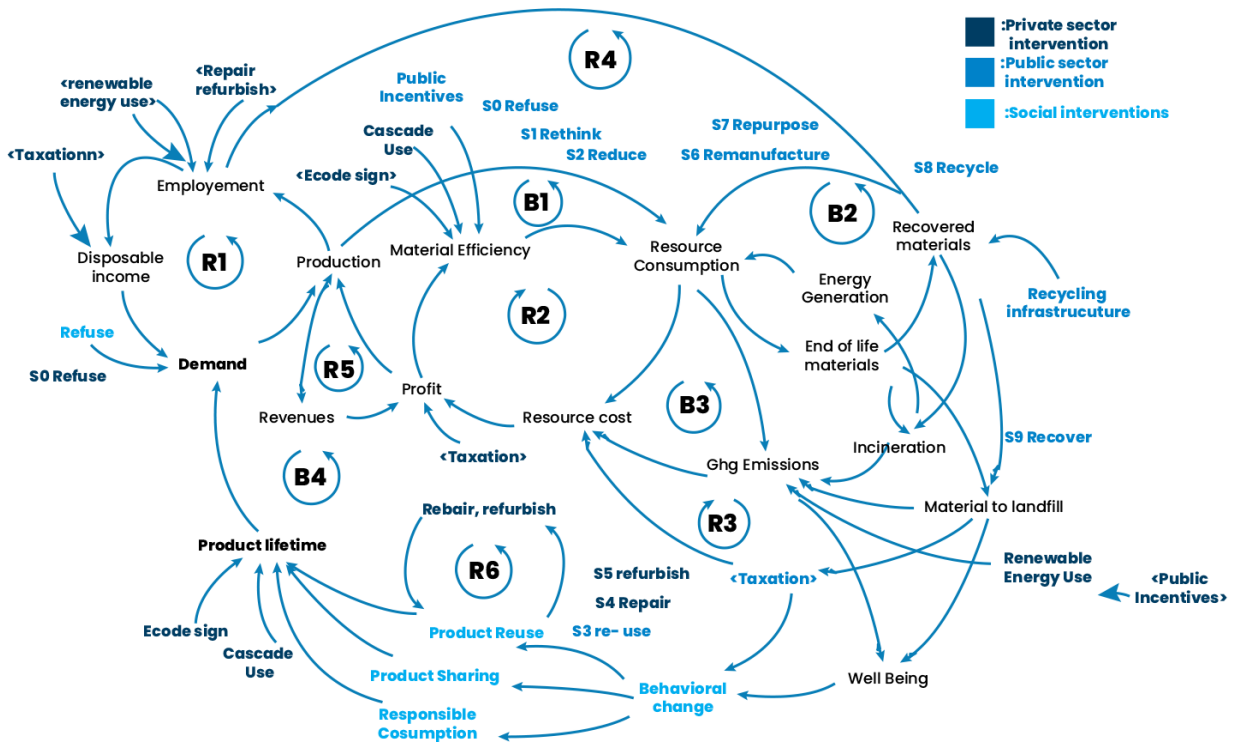 :Private sector
intervention
:Public sector
intervention
:Social interventions
R4
<renewable
energy use>
<Repair
refurbish>
Public
Incentives
S0 Refuse
Cascade
Use
S1 Rethink
S2 Reduce
S7 Repurpose
S6 Remanufacture
S8 Recycle
<Taxationn>
Employement
<Ecode sign>
B1
B2
Disposable
income
R1
Production
Material Efficiency
Resource
Consumption
Recovered
materials
Energy
Generation
Recycling
infrastrucuture
R2
Refuse
S0 Refuse
Demand
R5
End of life
materials
Profit
Revenues
Resource cost
B3
S9 Recover
Incineration
<Taxation>
Ghg Emissions
B4
Rebair, refurbish
Material to landfill
R3
Product lifetime
R6
S5 refurbish
<Taxation>
Renewable
Energy Use
<Public
Incentives>
S4 Repair
Ecode sign
Product Reuse
S3 re- use
Cascade
Use
Product Sharing
Well Being
Behavioral
change
Responsible
Cosumption